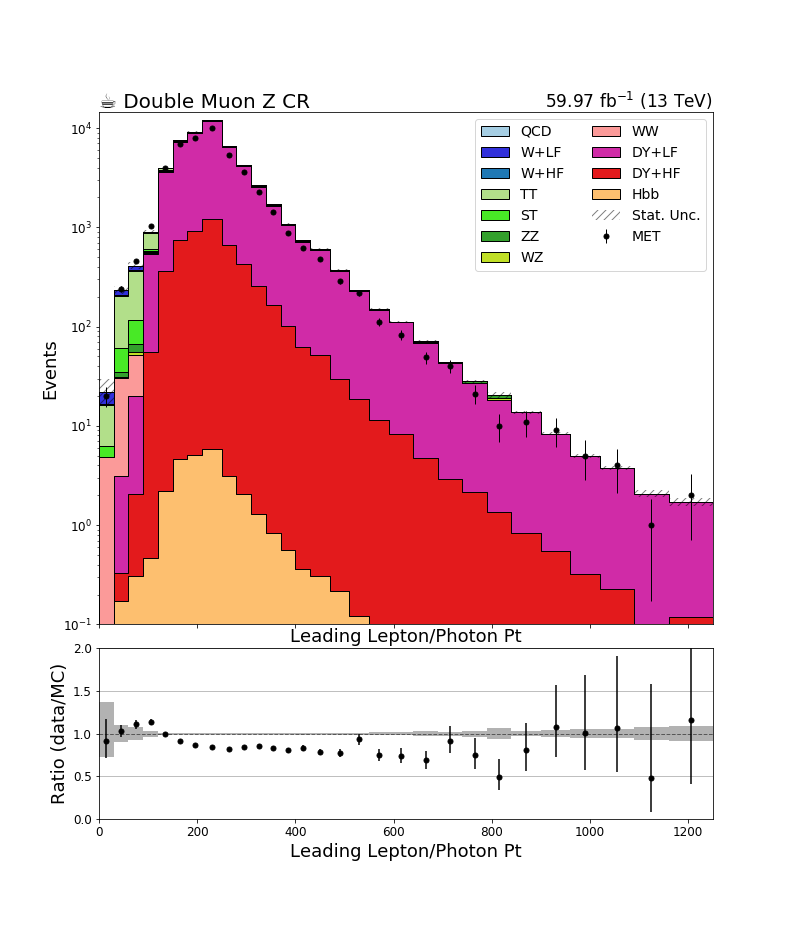 ☕ Double Muon Z CR
59.97 fb⁻¹ (13 TeV)
QCD
W+LF
W+HF
TT
ST
ZZ
WZ
WW
DY+LF
DY+HF
Hbb
Stat. Unc.
MET
Events
10⁴
10³
10²
10¹
10⁰
10⁻¹
Leading Lepton/Photon Pt
Ratio (data/MC)
2.0
1.5
1.0
0.5
0.0
0 200 400 600 800 1000 1200
Leading Lepton/Photon Pt